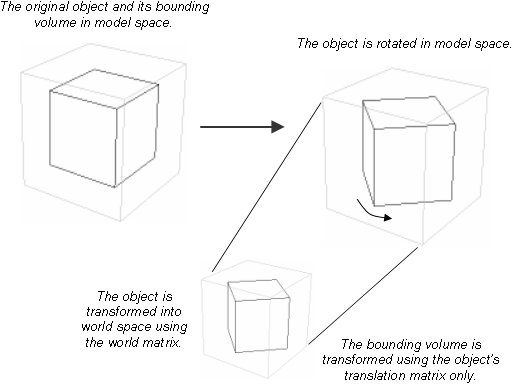 The original object and its bounding
volume in model space.
The object is rotated in model space.
The object is
transformed into
world space using
the world matrix.
The bounding volume is
transformed using the object's
translation matrix only.